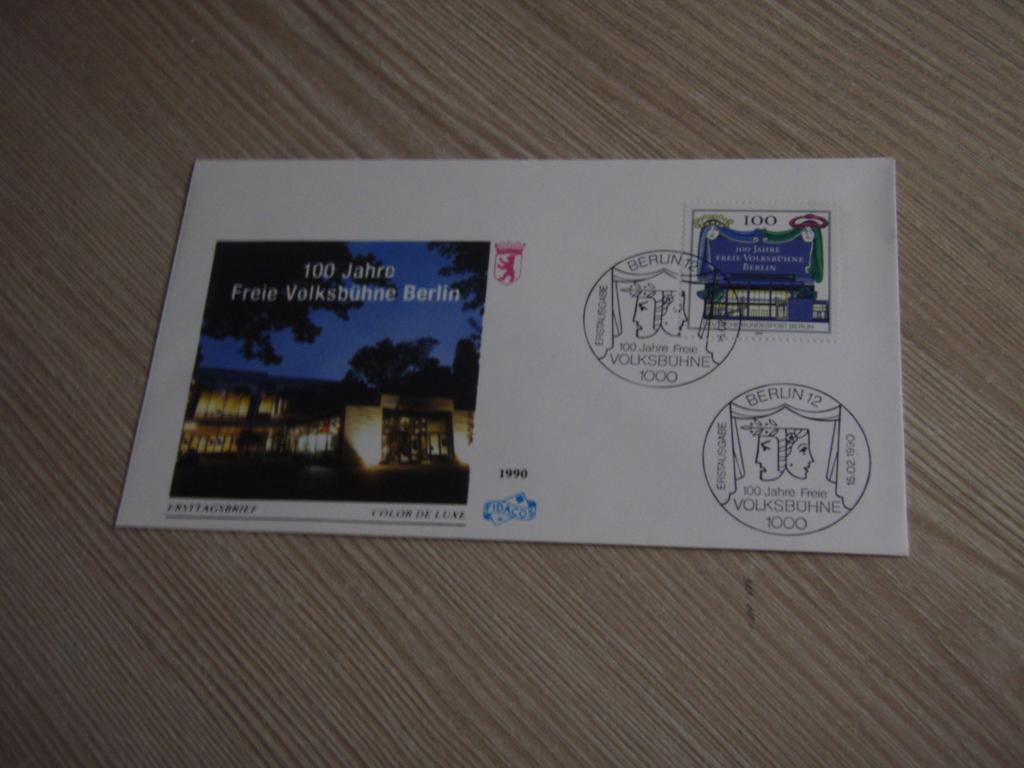 100 Jahre
Freie Volksbühne Berlin
ERSTTAGSBRIEF
COLOR DE LUXE
1990
FIDACOS
100
100 JAHRE
FREIE VOLKSBÜHNE
BERLIN
BUNDESPOST BERLIN
BERLIN 12
ERSTAUSGABE
100 Jahre Freie
VOLKSBÜHNE
1000
BERLIN 12
ERSTAUSGABE
15.02.1990
100 Jahre Freie
VOLKSBÜHNE
1000